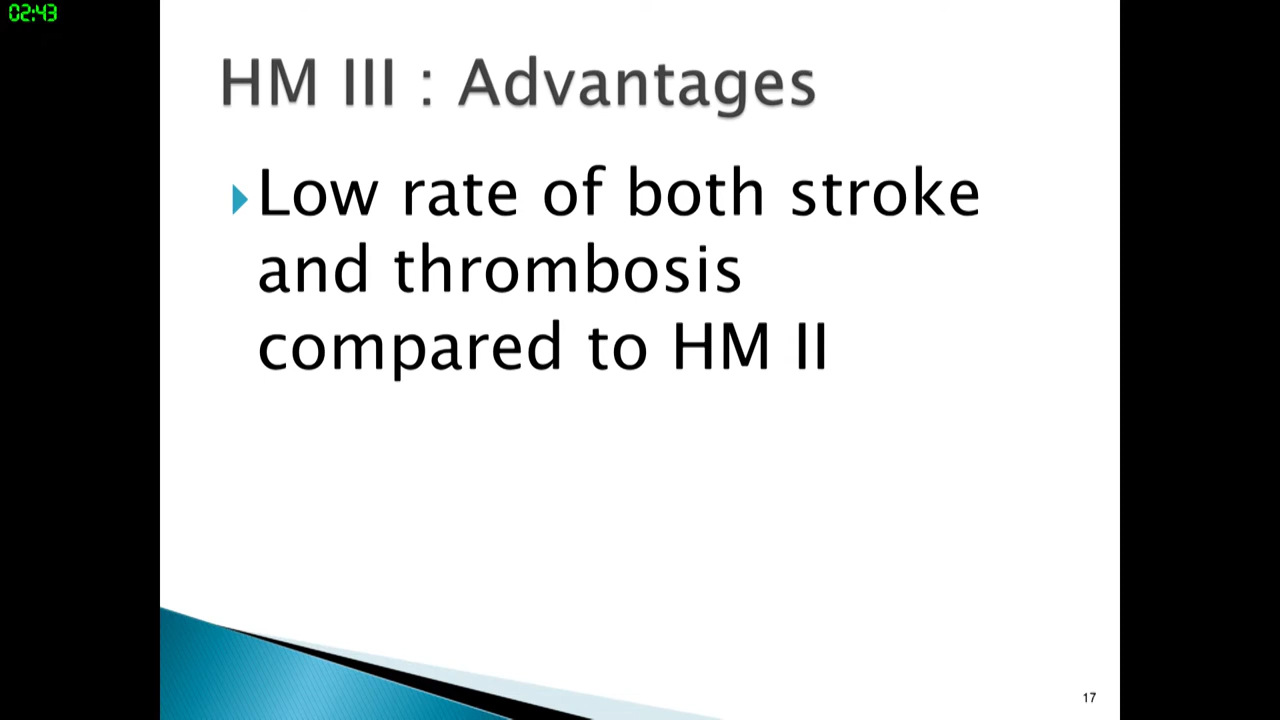 02:43
HM III : Advantages
Low rate of both stroke
and thrombosis
compared to HM II
17